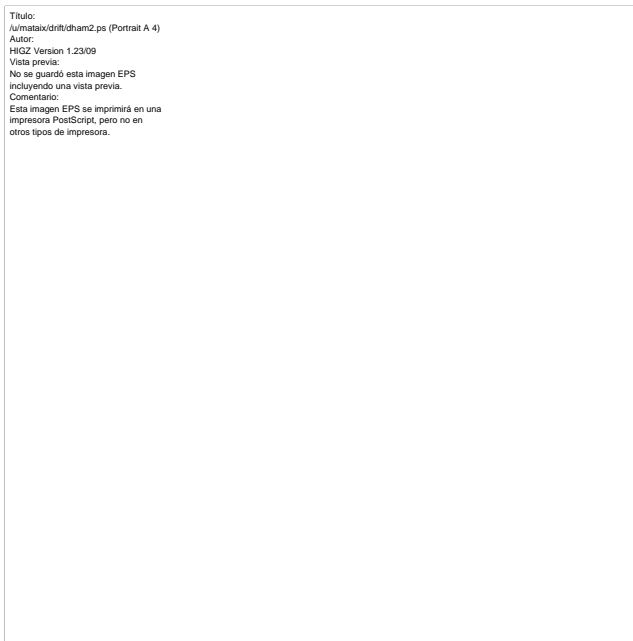 Título:
/u/mataix/drift/dham2.ps (Portrait A 4)
Autor:
HIGZ Version 1.23/09
Vista previa:
No se guardó esta imagen EPS
incluyendo una vista previa.
Comentario:
Esta imagen EPS se imprimirá en una
impresora PostScript, pero no en
otros tipos de impresora.